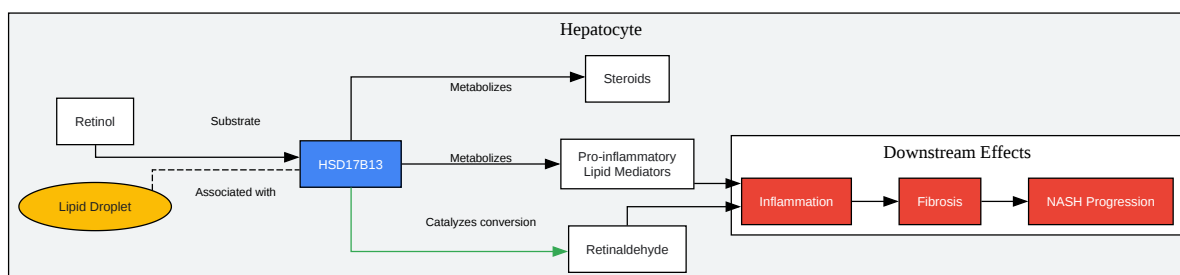 Hepatocyte
Steroids
Metabolizes
Retinol
Substrate
HSD17B13
Metabolizes
Pro-inflammatory
Lipid Mediators
Downstream Effects
Associated with
Lipid Droplet
Inflammation
Fibrosis
NASH Progression
Catalyzes conversion
Retinaldehyde